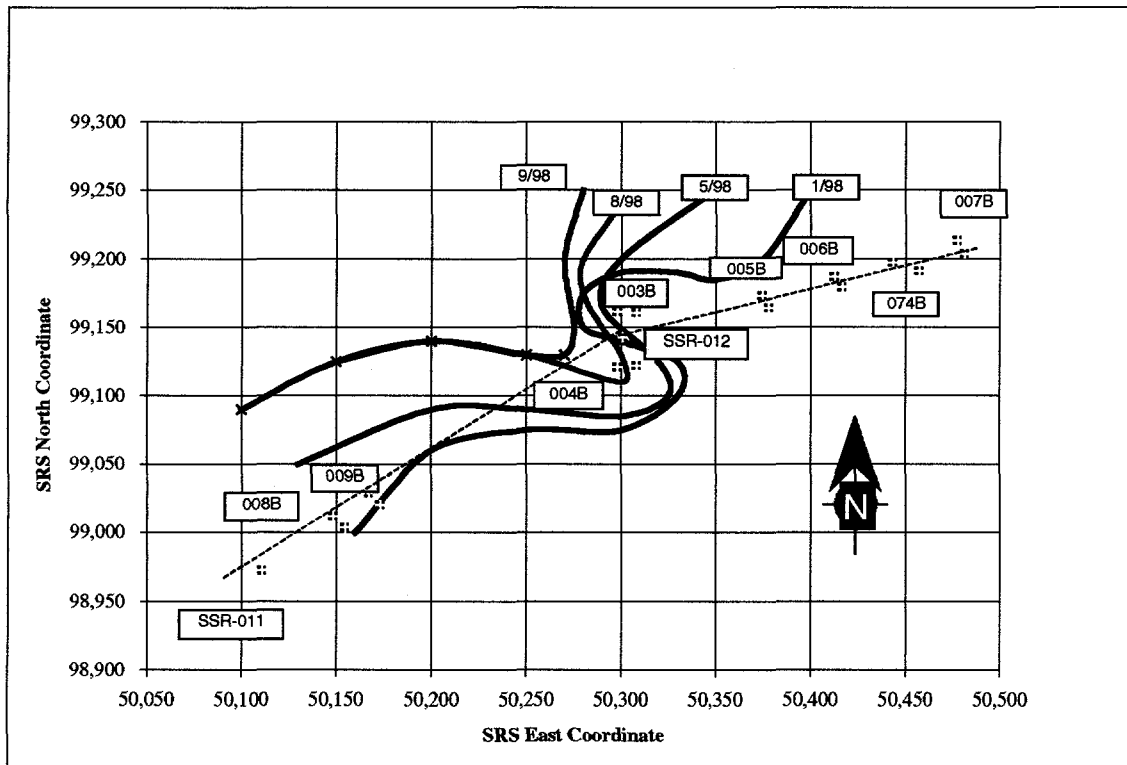 99,300
99,250
99,200
99,150
99,100
99,050
99,000
98,950
98,900
SRS North Coordinate
9/98
8/98
5/98
1/98
007B
006B
005B
003B
074B
SSR-012
004B
009B
008B
SSR-011
N
50,050 50,100 50,150 50,200 50,250 50,300 50,350 50,400 50,450 50,500
SRS East Coordinate